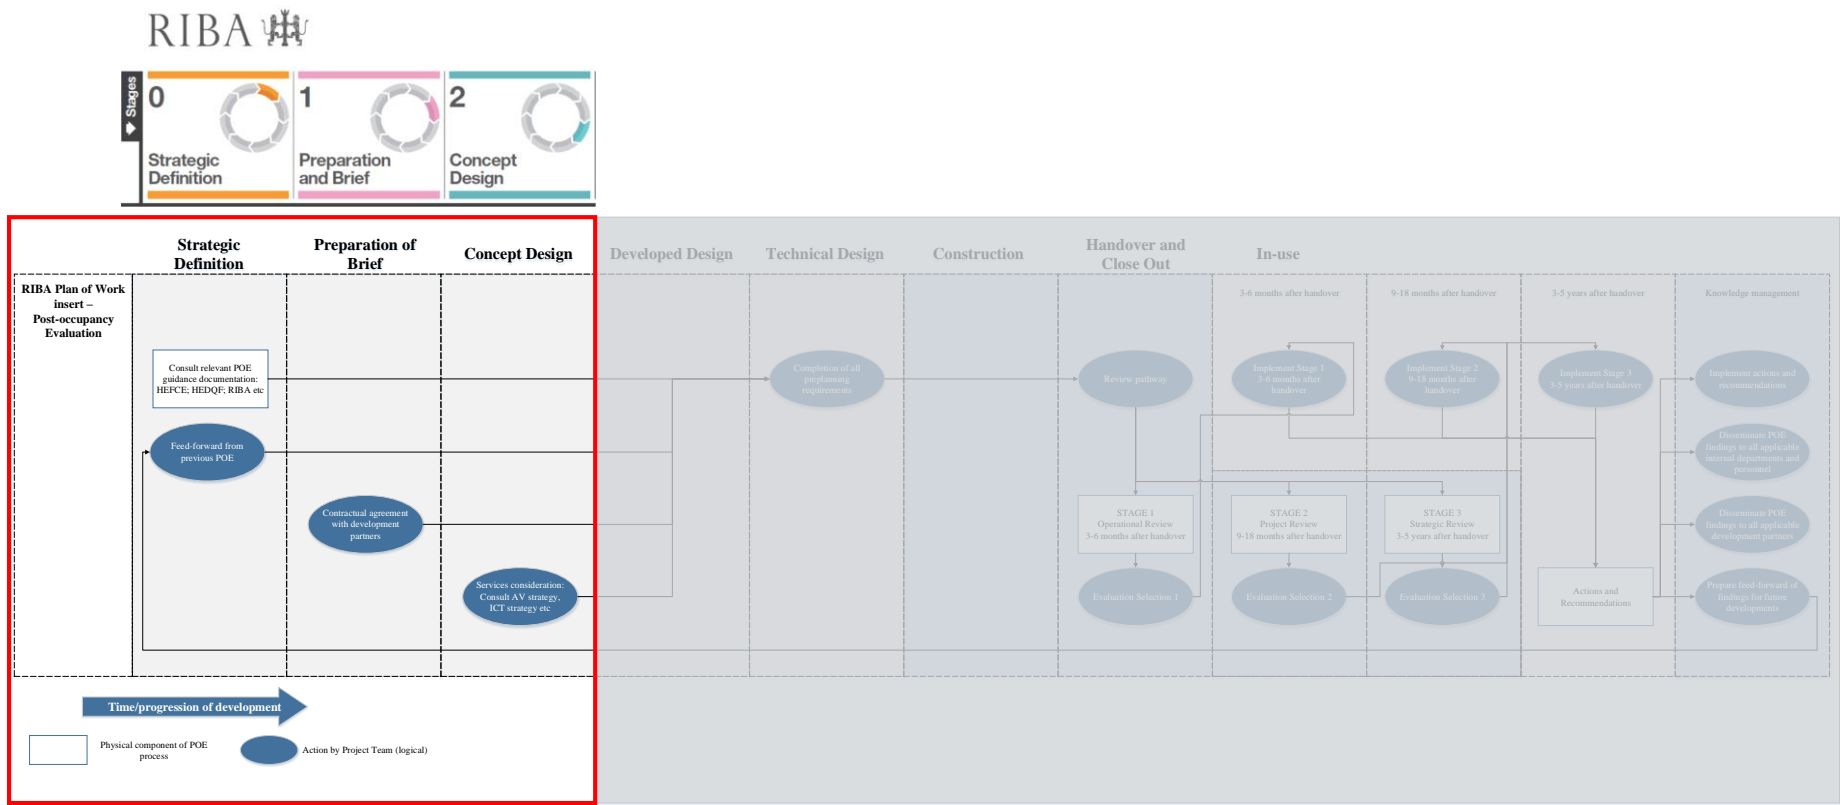 RIBA
Stages
0
Strategic
Definition
1
Preparation
and Brief
2
Concept
Design
Strategic
Definition
Preparation of
Brief
Concept Design
Developed Design
Technical Design
Construction
Handover and
Close Out
In-use
RIBA Plan of Work
insert –
Post-occupancy
Evaluation
3-6 months after handover
9-18 months after handover
3-5 years after handover
Knowledge management
Consult relevant POE
guidance documentation:
HEFCE; HEDQF; RIBA etc
Completion of all
preplanning
requirements
Review pathway
Implement Stage 1
3-6 months after
handover
Implement Stage 2
9-18 months after
handover
Implement Stage 3
3-5 years after handover
Implement actions and
recommendations
Feed-forward from
previous POE
Disseminate POE
findings to all applicable
internal departments and
personnel
Contractual agreement
with development
partners
STAGE 1
Operational Review
3-6 months after handover
STAGE 2
Project Review
9-18 months after handover
STAGE 3
Strategic Review
3-5 years after handover
Disseminate POE
findings to all applicable
development partners
Services consideration:
Consult AV strategy,
ICT strategy etc
Evaluation Selection 1
Evaluation Selection 2
Evaluation Selection 3
Actions and
Recommendations
Prepare feed-forward of
findings for future
developments
Time/progression of development
Physical component of POE
process
Action by Project Team (logical)